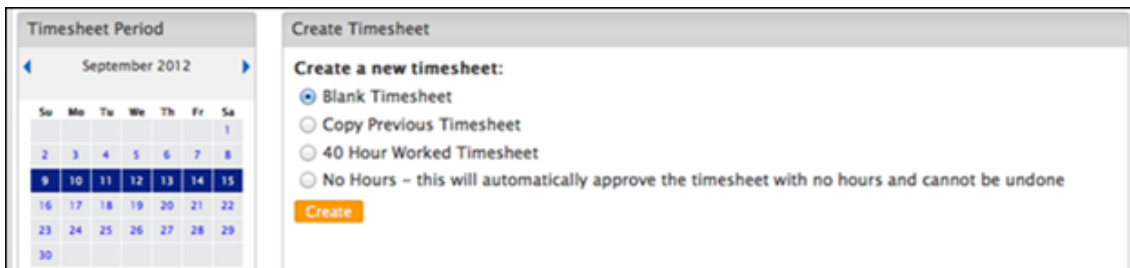 Timesheet Period
September 2012
Su Mo Tu We Th Fr Sa
1
2 3 4 5 6 7 8
9 10 11 12 13 14 15
16 17 18 19 20 21 22
23 24 25 26 27 28 29
30
Create Timesheet
Create a new timesheet:
Blank Timesheet
Copy Previous Timesheet
40 Hour Worked Timesheet
No Hours – this will automatically approve the timesheet with no hours and cannot be undone
Create